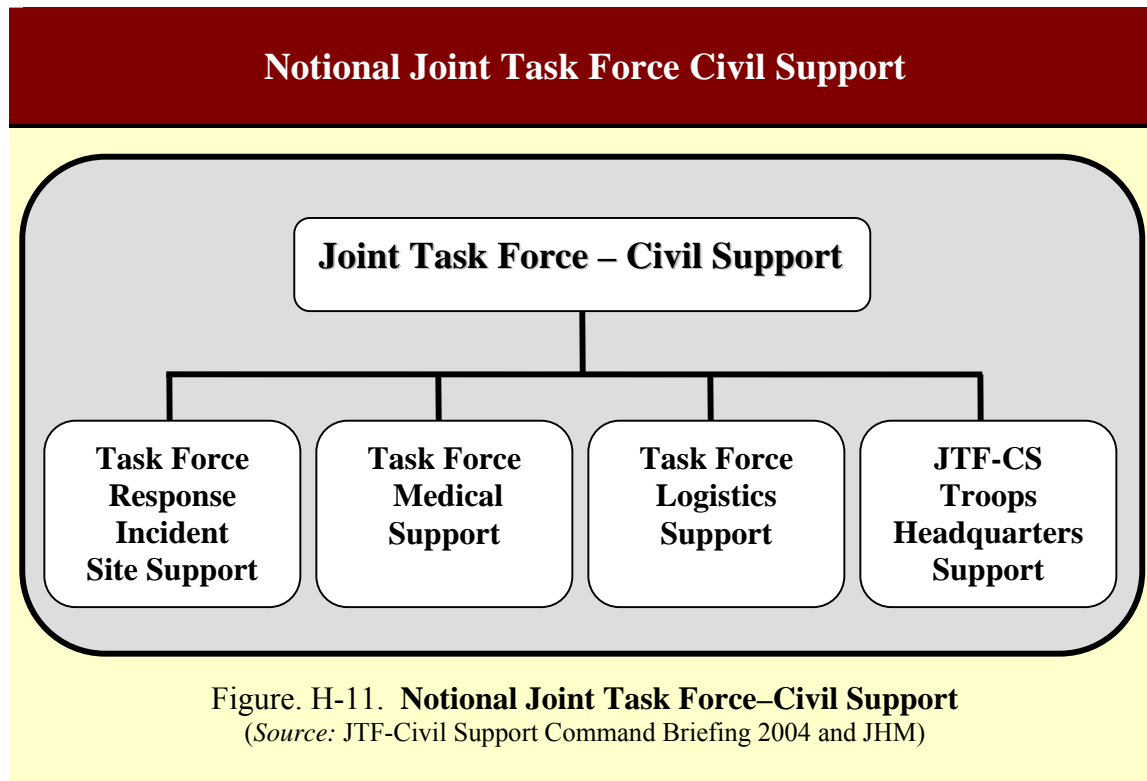 Notional Joint Task Force Civil Support
Joint Task Force – Civil Support
Task Force
Response
Incident
Site Support
Task Force
Medical
Support
Task Force
Logistics
Support
JTF-CS
Troops
Headquarters
Support
Figure. H-11. Notional Joint Task Force–Civil Support
(Source: JTF-Civil Support Command Briefing 2004 and JHM)